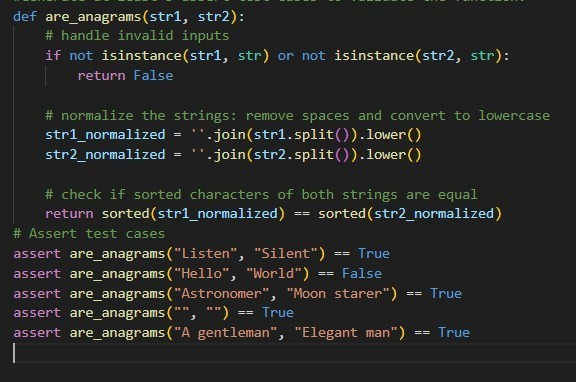 def are_anagrams(str1, str2):
    # handle invalid inputs
    if not isinstance(str1, str) or not isinstance(str2, str):
        return False
    # normalize the strings: remove spaces and convert to lowercase
    str1_normalized = ''.join(str1.split()).lower()
    str2_normalized = ''.join(str2.split()).lower()
    # check if sorted characters of both strings are equal
    return sorted(str1_normalized) == sorted(str2_normalized)
# Assert test cases
assert are_anagrams("Listen", "Silent") == True
assert are_anagrams("Hello", "World") == False
assert are_anagrams("Astronomer", "Moon starer") == True
assert are_anagrams("", "") == True
assert are_anagrams("A gentleman", "Elegant man") == True